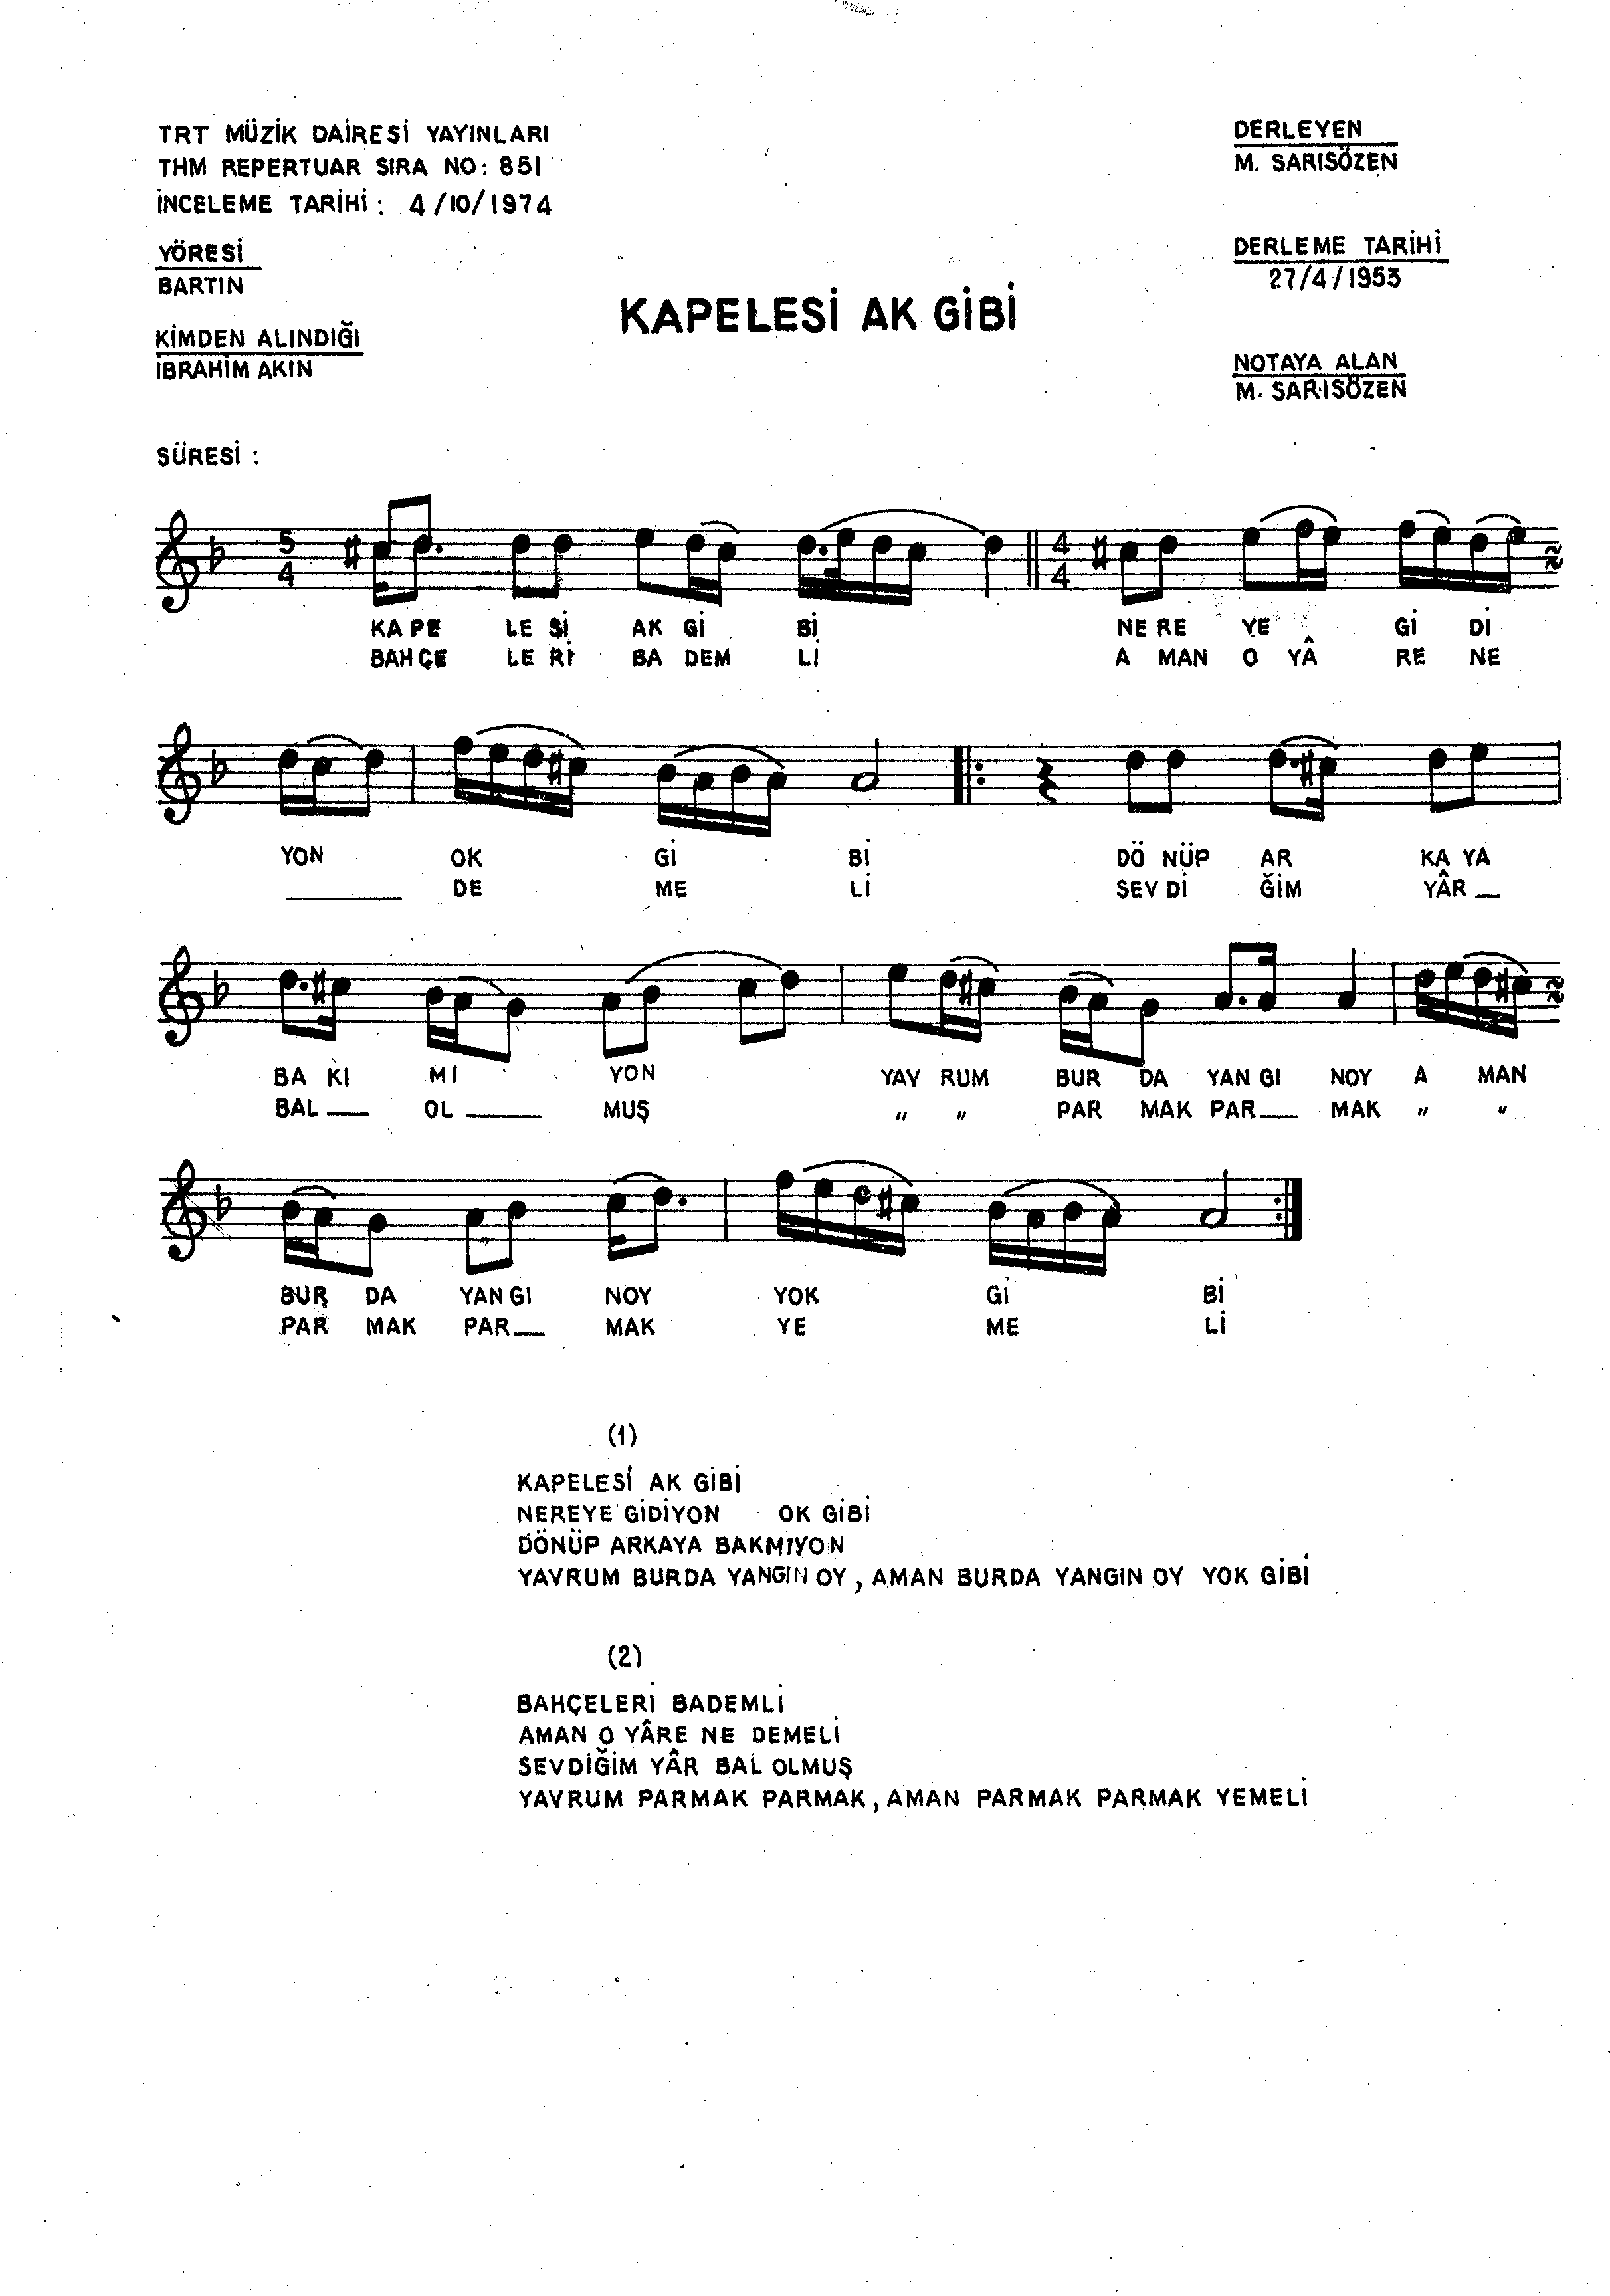 TRT MÜZİK DAİRESİ YAYINLARI
THM REPERTUAR SIRA NO: 851
İNCELEME TARİHİ: 4/10/1974
YÖRESİ
BARTIN
KİMDEN ALINDIĞI
İBRAHİM AKIN
SÜRESİ :
KAPELESİ AK GİBİ
DERLEYEN
M. SARISÖZEN
DERLEME TARİHİ
27/4/1953
NOTAYA ALAN
M. SARISÖZEN
5 4 4 4
KA PE LE Sİ AK Gİ Bİ NE RE YE Gİ Dİ
BAH ÇE LE Rİ BA DEM Lİ A MAN O YÂ RE NE
YON OK Gİ Bİ DÖ NÜP AR KA YA
____ DE ME Lİ SEV Dİ ĞİM YÂR __
BA KI MI YON YAV RUM BUR DA YAN GI NOY A MAN
BAL __ OL __ MUŞ " " PAR MAK PAR __ MAK " "
BUR DA YAN GI NOY YOK Gİ Bİ
PAR MAK PAR __ MAK YE ME Lİ
(1)
KAPELESİ AK GİBİ
NEREYE GİDİYON OK GİBİ
DÖNÜP ARKAYA BAKMIYON
YAVRUM BURDA YANGIN OY, AMAN BURDA YANGIN OY YOK GİBİ
(2)
BAHÇELERİ BADEMLİ
AMAN O YÂRE NE DEMELİ
SEVDİĞİM YÂR BAL OLMUŞ
YAVRUM PARMAK PARMAK, AMAN PARMAK PARMAK YEMELİ